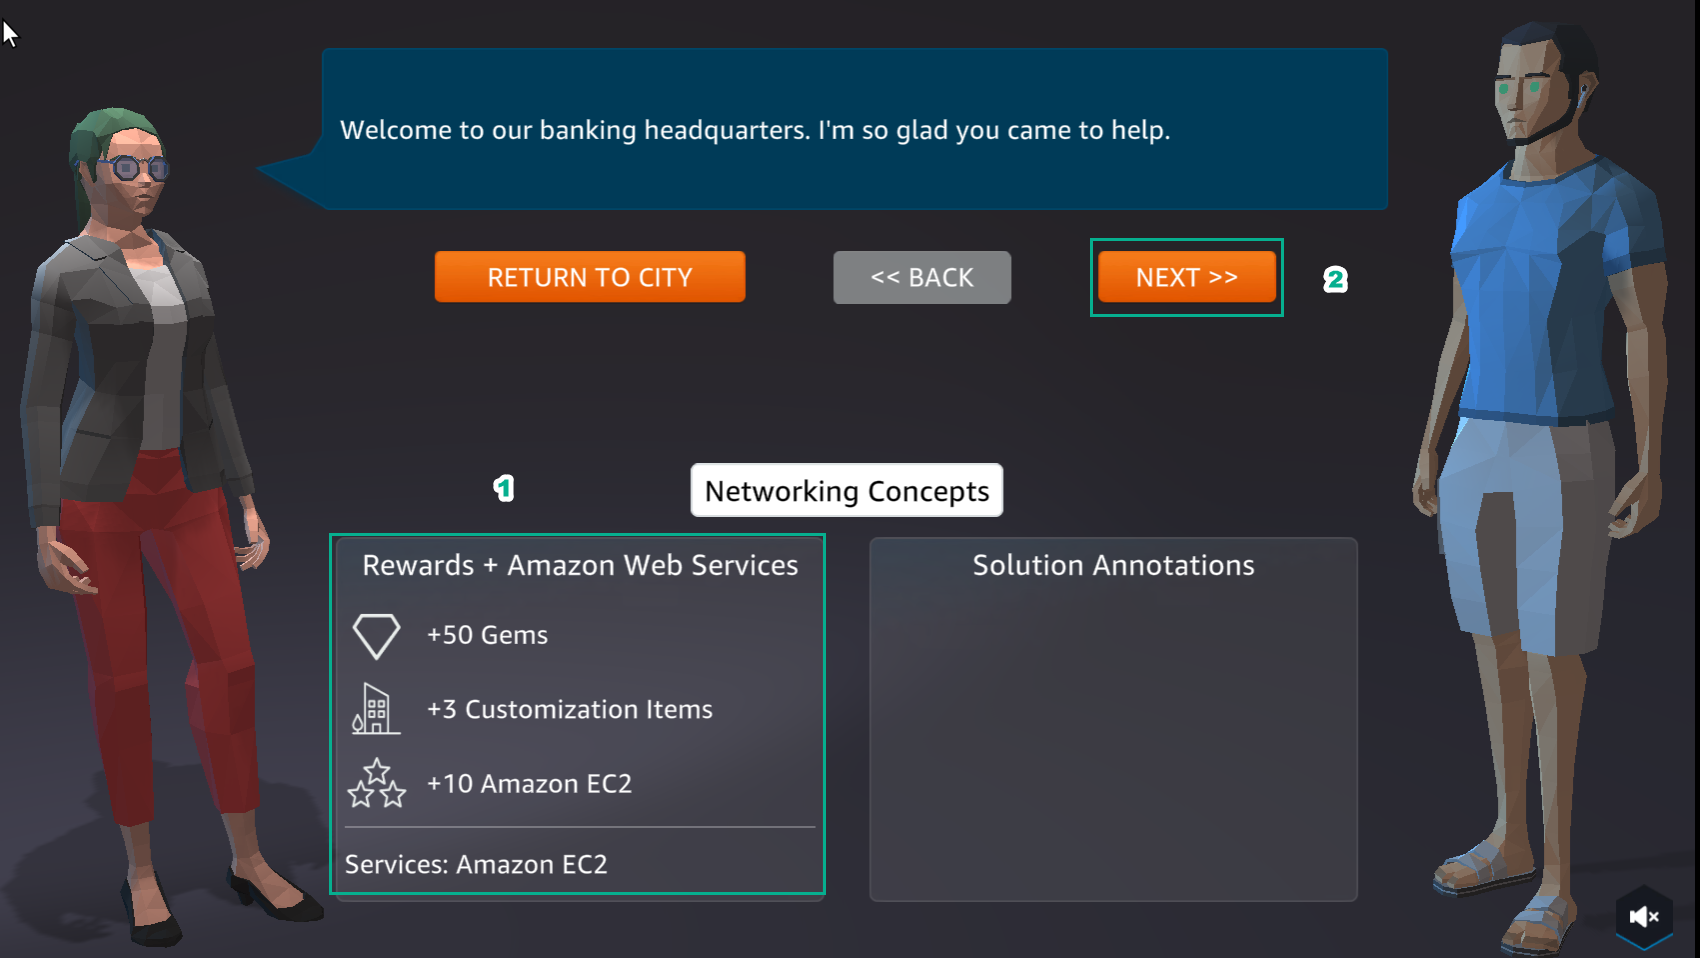 Welcome to our banking headquarters. I'm so glad you came to help.
RETURN TO CITY
<< BACK
NEXT >>
2
1
Networking Concepts
Rewards + Amazon Web Services
+50 Gems
+3 Customization Items
+10 Amazon EC2
Services: Amazon EC2
Solution Annotations